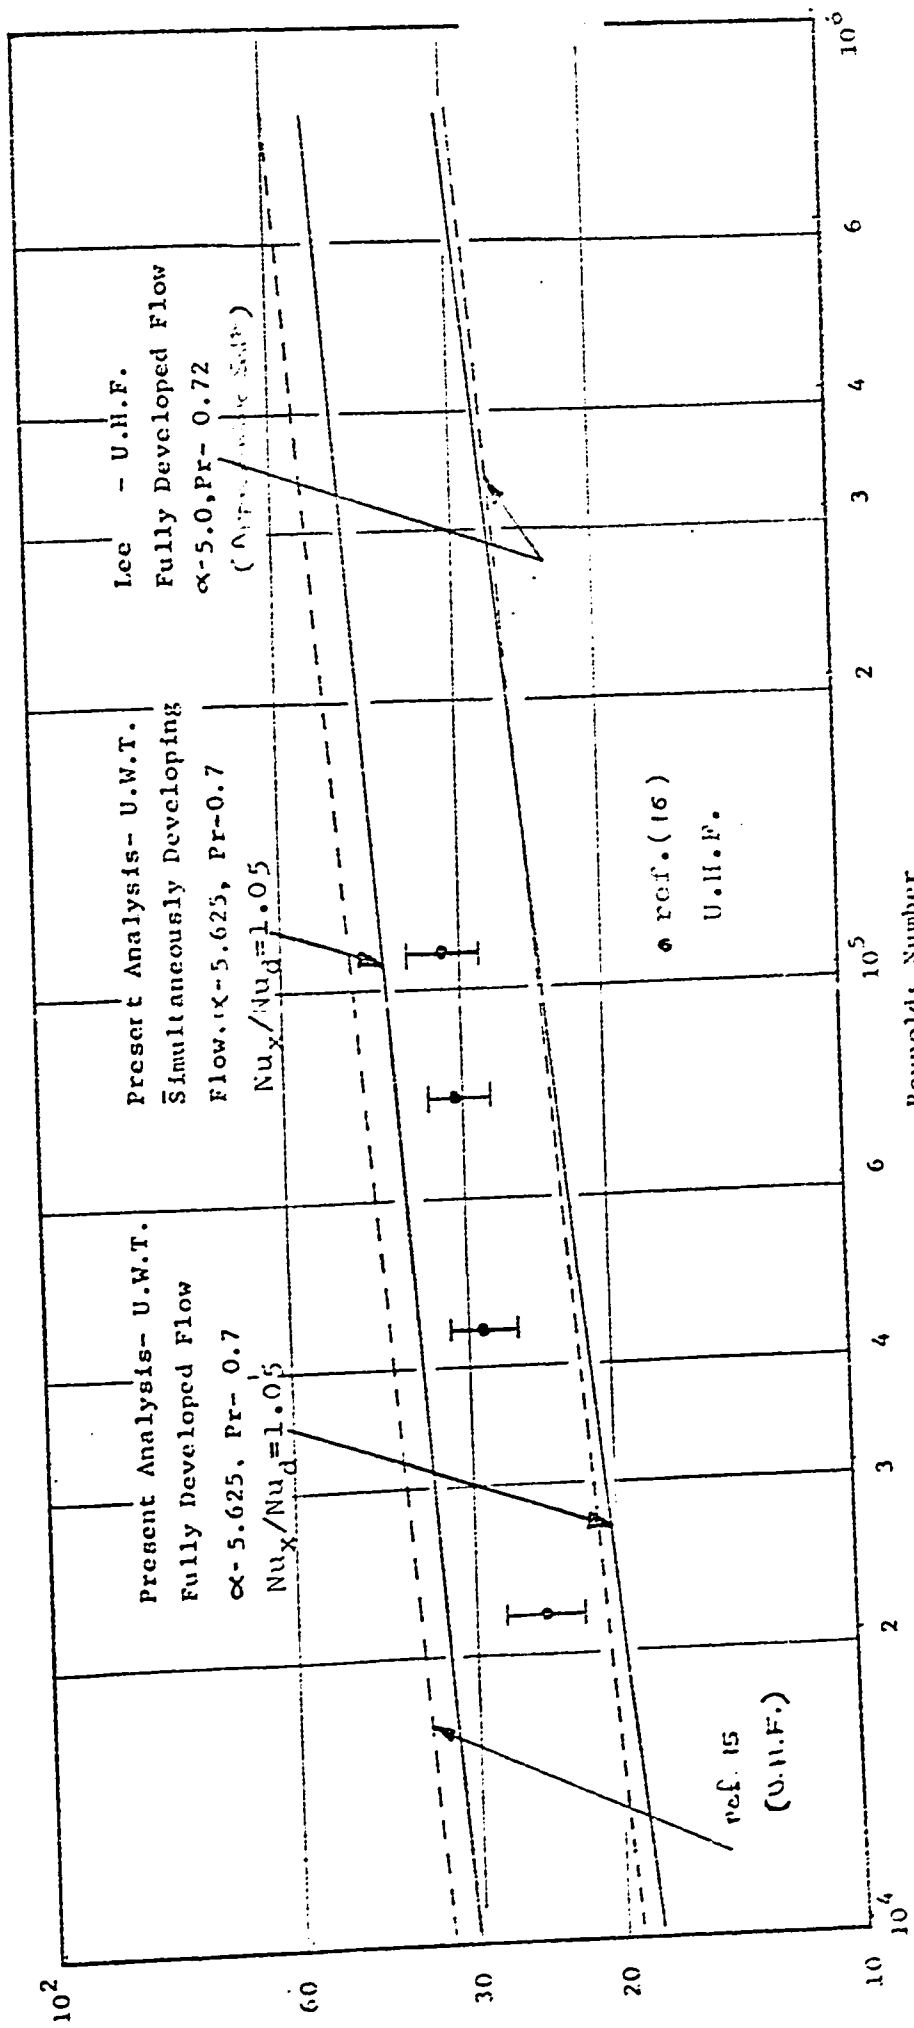 Present Analysis- U.W.T.
Fully Developed Flow
α-5.625, Pr- 0.7
Nux/Nud=1.05
Present Analysis- U.W.T.
Simultaneously Developing
Flow.α-5.625, Pr-0.7
Nux/Nud=1.05
Lee - U.H.F.
Fully Developed Flow
α-5.0,Pr- 0.72
ref. 15
(U.H.F.)
ref.(16)
U.H.F.
10²
60
30
20
10
10⁴
2
3
4
6
10⁵
2
3
4
6
10⁶
Number